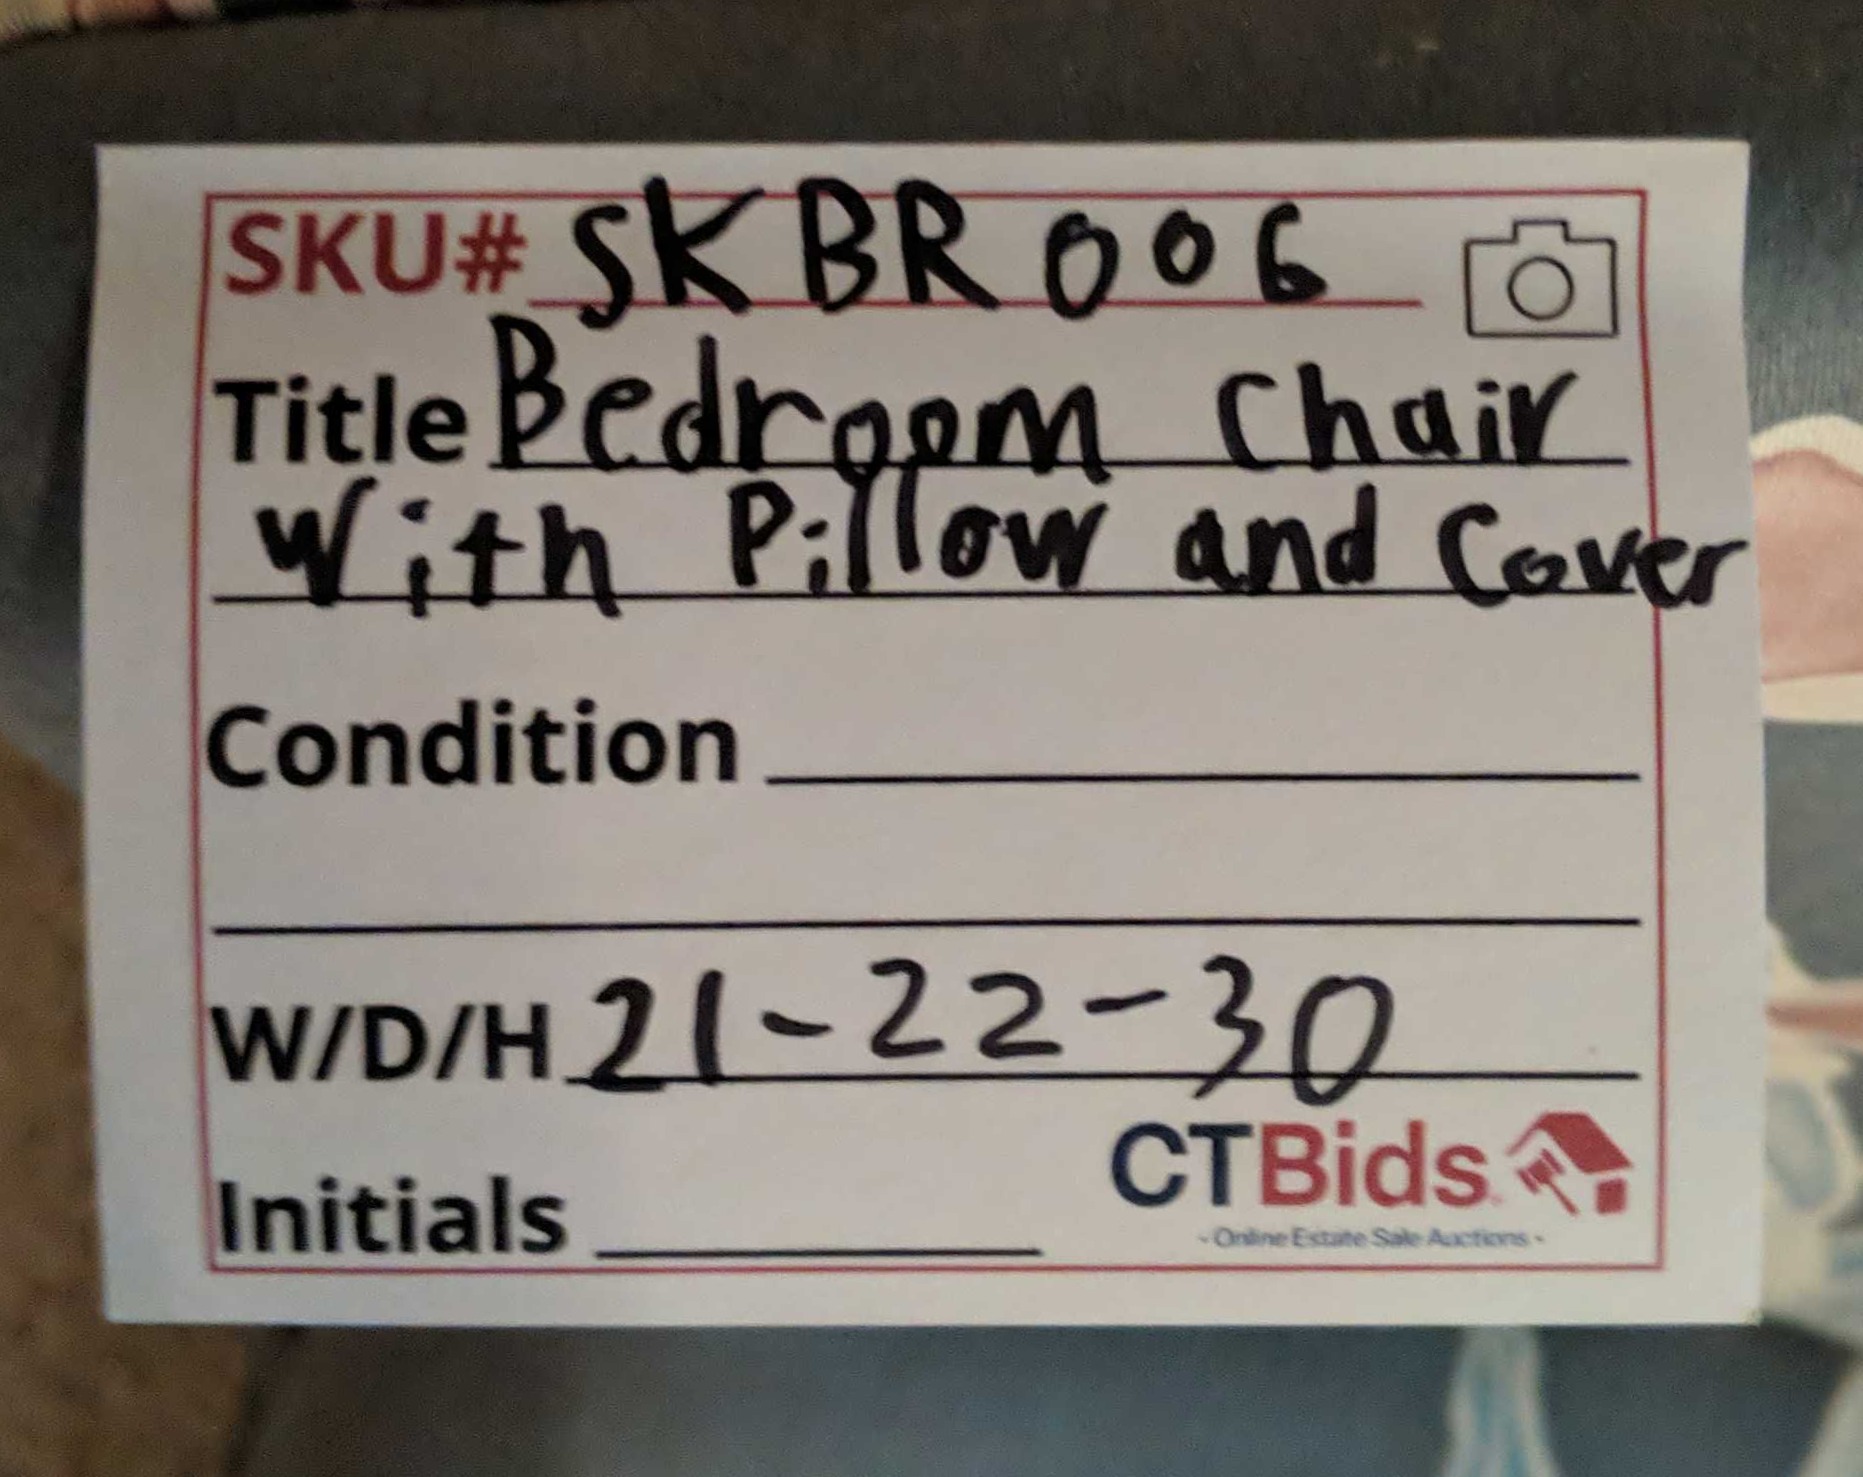 SKU# SKBR006
Title Bedroom Chair
With Pillow and Cover
Condition
W/D/H 21-22-30
Initials
CTBids
- Online Estate Sale Auctions -